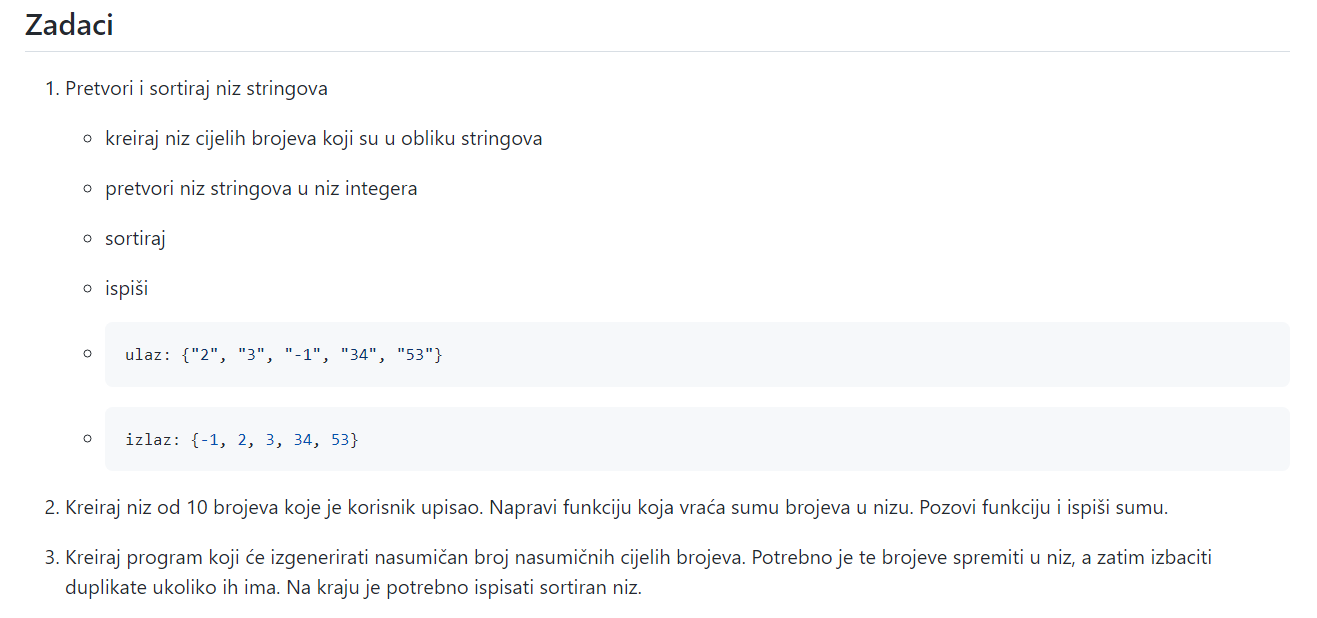 Zadaci
1. Pretvori i sortiraj niz stringova
kreiraj niz cijelih brojeva koji su u obliku stringova
pretvori niz stringova u niz integera
sortiraj
ispiši
ulaz: {"2", "3", "-1", "34", "53"}
izlaz: {-1, 2, 3, 34, 53}
2. Kreiraj niz od 10 brojeva koje je korisnik upisao. Napravi funkciju koja vraća sumu brojeva u nizu. Pozovi funkciju i ispiši sumu.
3. Kreiraj program koji će izgenerirati nasumičan broj nasumičnih cijelih brojeva. Potrebno je te brojeve spremiti u niz, a zatim izbaciti
duplikate ukoliko ih ima. Na kraju je potrebno ispisati sortiran niz.